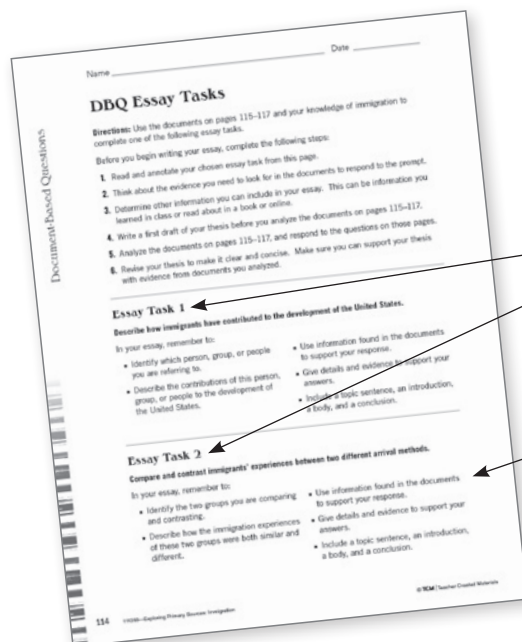 Name
Date
DBQ Essay Tasks
Directions: Use the documents on pages 115–117 and your knowledge of immigration to
complete one of the following essay tasks.
Before you begin writing your essay, complete the following steps:
1. Read and annotate your chosen essay task from this page.
2. Think about the evidence you need to look for in the documents to respond to the prompt.
3. Determine other information you can include in your essay. This can be information you
learned in class or read about in a book or online.
4. Write a first draft of your thesis before you analyze the documents on pages 115–117.
5. Analyze the documents on pages 115–117, and respond to the questions on those pages.
6. Revise your thesis to make it clear and concise. Make sure you can support your thesis
with evidence from documents you analyzed.
Document-Based Questions
Essay Task 1
Describe how immigrants have contributed to the development of the United States.
In your essay, remember to:
• Identify which person, group, or people
you are referring to.
• Describe the contributions of this person,
group, or people to the development of
the United States.
• Use information found in the documents
to support your response.
• Give details and evidence to support your
answers.
• Include a topic sentence, an introduction,
a body, and a conclusion.
Essay Task 2
Compare and contrast immigrants' experiences between two different arrival methods.
In your essay, remember to:
• Identify the two groups you are comparing
and contrasting.
• Describe how the immigration experiences
of these two groups were both similar and
different.
• Use information found in the documents
to support your response.
• Give details and evidence to support your
answers.
• Include a topic sentence, an introduction,
a body, and a conclusion.
114
Exploring Primary Sources: Immigration
© TCM | Teacher Created Materials